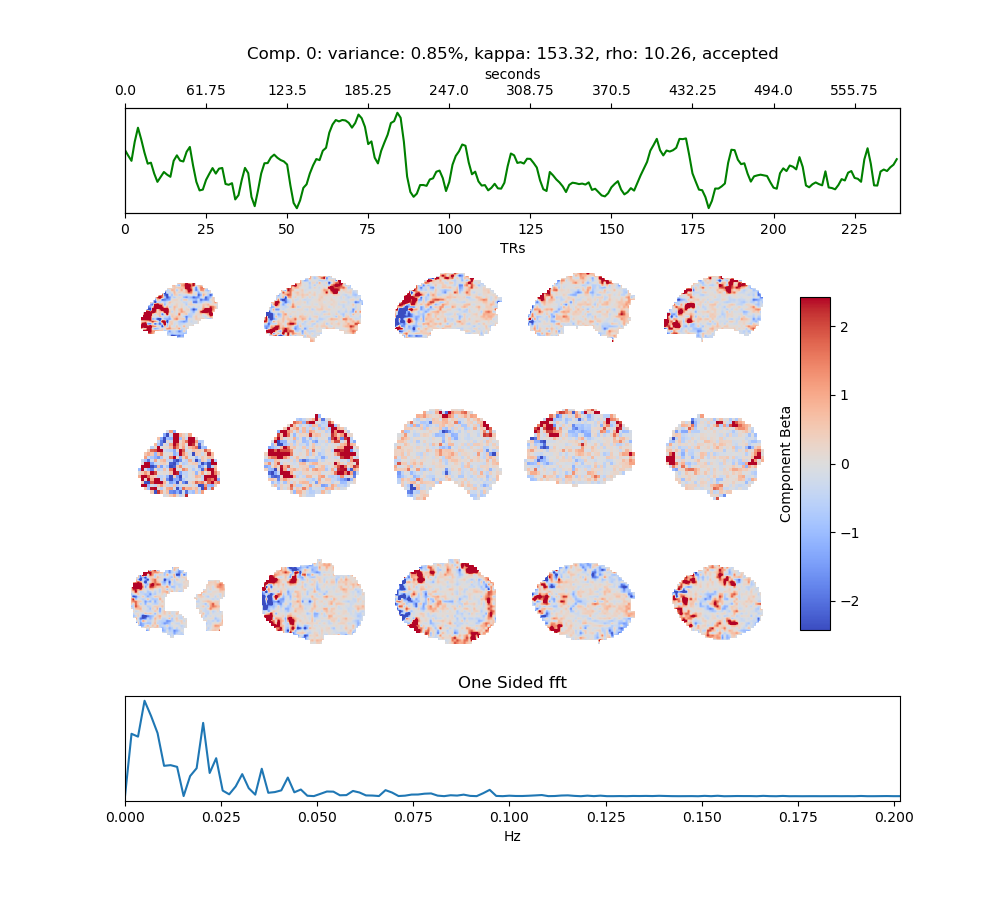 Comp. 0: variance: 0.85%, kappa: 153.32, rho: 10.26, accepted
seconds
0.0 61.75 123.5 185.25 247.0 308.75 370.5 432.25 494.0 555.75
0 25 50 75 100 125 150 175 200 225
TRs
2
1
0
−1
−2
Component Beta
One Sided fft
0.000 0.025 0.050 0.075 0.100 0.125 0.150 0.175 0.200
Hz